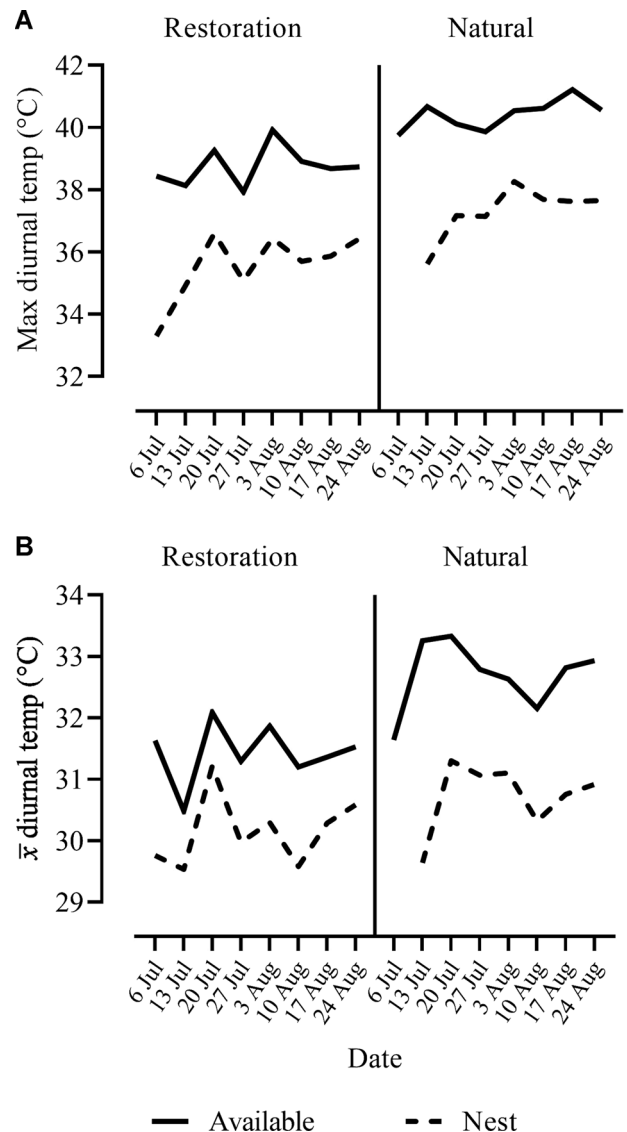 A
Restoration Natural
Max diurnal temp (°C)
42
40
38
36
34
32
6 Jul 13 Jul 20 Jul 27 Jul 3 Aug 10 Aug 17 Aug 24 Aug 6 Jul 13 Jul 20 Jul 27 Jul 3 Aug 10 Aug 17 Aug 24 Aug
B
Restoration Natural
x̅ diurnal temp (°C)
34
33
32
31
30
29
6 Jul 13 Jul 20 Jul 27 Jul 3 Aug 10 Aug 17 Aug 24 Aug 6 Jul 13 Jul 20 Jul 27 Jul 3 Aug 10 Aug 17 Aug 24 Aug
Date
Available Nest